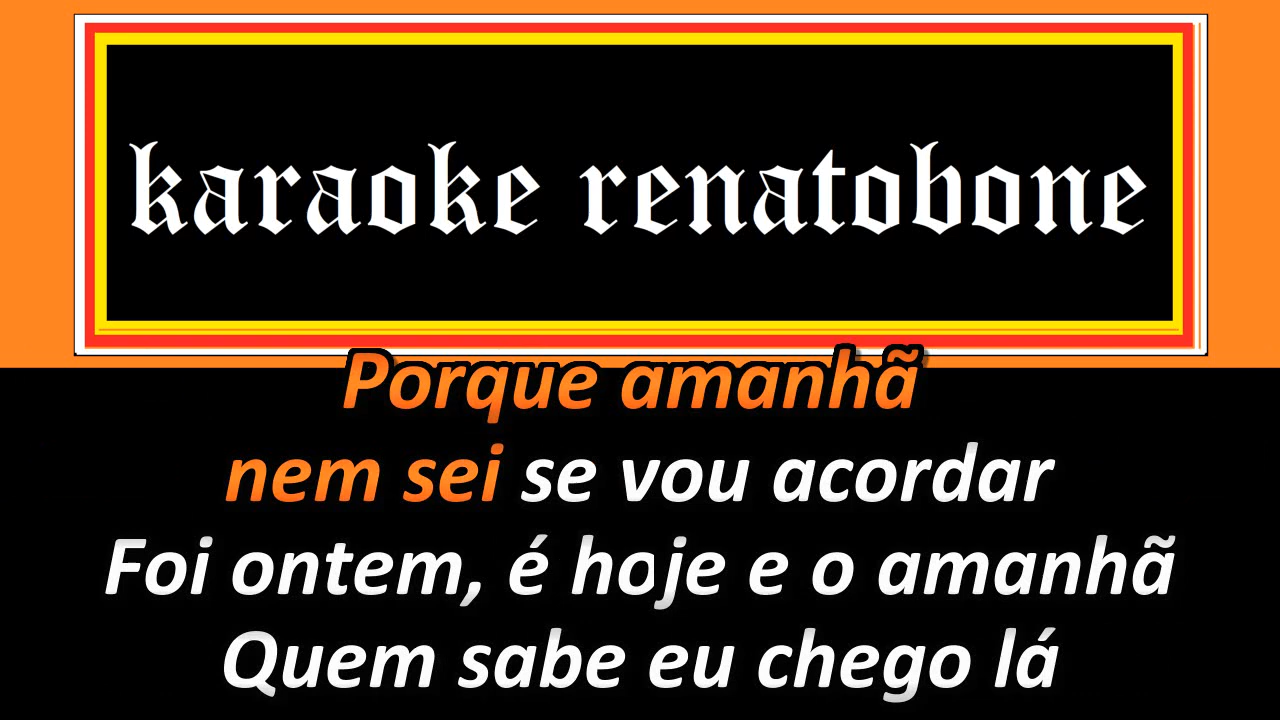 karaoke renatobone
Porque amanhã
nem sei se vou acordar
Foi ontem, é hoje e o amanhã
Quem sabe eu chego lá